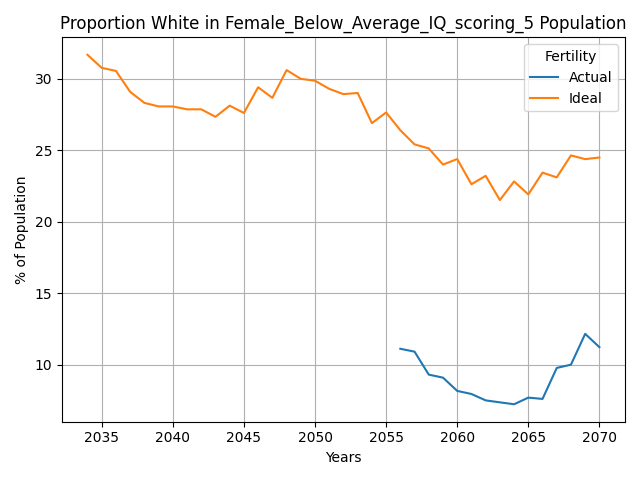 Proportion White in Female_Below_Average_IQ_scoring_5 Population
Fertility
Actual
Ideal
% of Population
30
25
20
15
10
2035 2040 2045 2050 2055 2060 2065 2070
Years